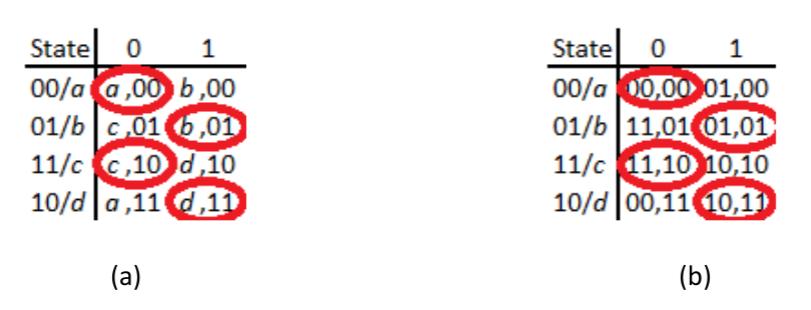 State 0 1 State 0 1
00/a a ,00 b ,00 00/a 00,00 01,00
01/b c ,01 b ,01 01/b 11,01 01,01
11/c c ,10 d ,10 11/c 11,10 10,10
10/d a ,11 d ,11 10/d 00,11 10,11
(a) (b)